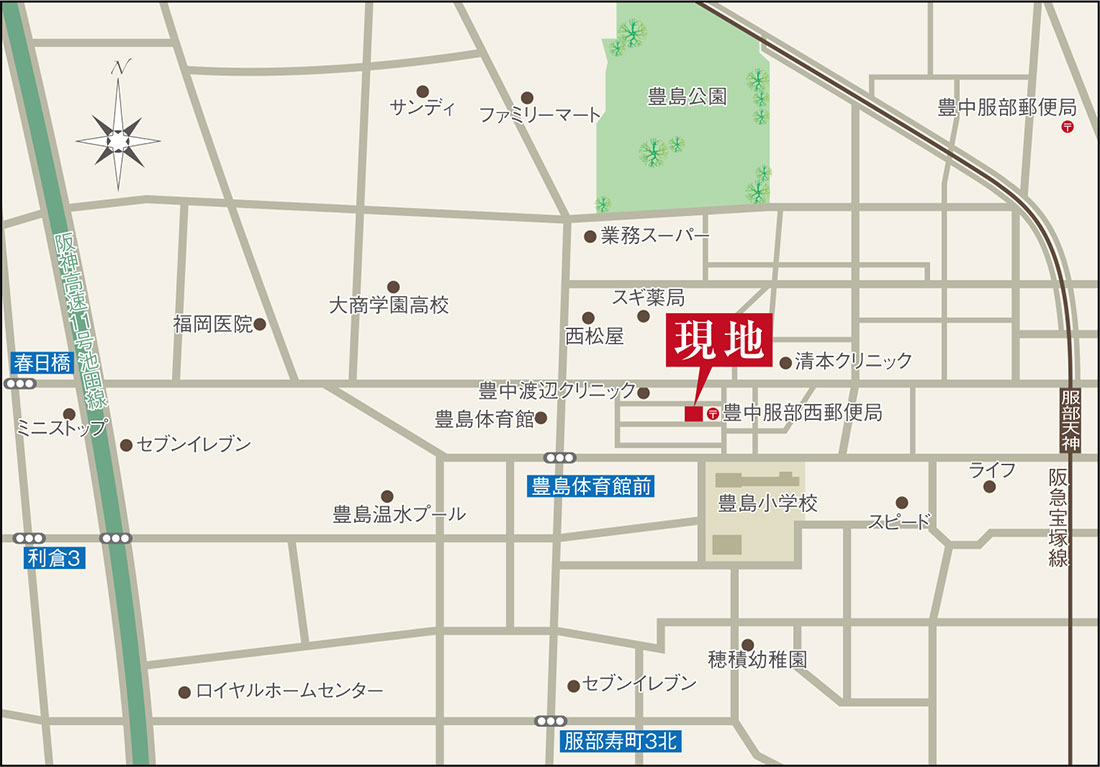 N
サンディ
ファミリーマート
豊島公園
豊中服部郵便局
〒
業務スーパー
阪神高速11号池田線
大商学園高校
福岡医院
スギ薬局
西松屋
現地
清本クリニック
春日橋
豊中渡辺クリニック
豊島体育館
〒豊中服部西郵便局
服部天神
ミニストップ
セブンイレブン
豊島体育館前
豊島小学校
ライフ
阪急宝塚線
豊島温水プール
スピード
利倉3
穂積幼稚園
ロイヤルホームセンター
セブンイレブン
服部寿町3北